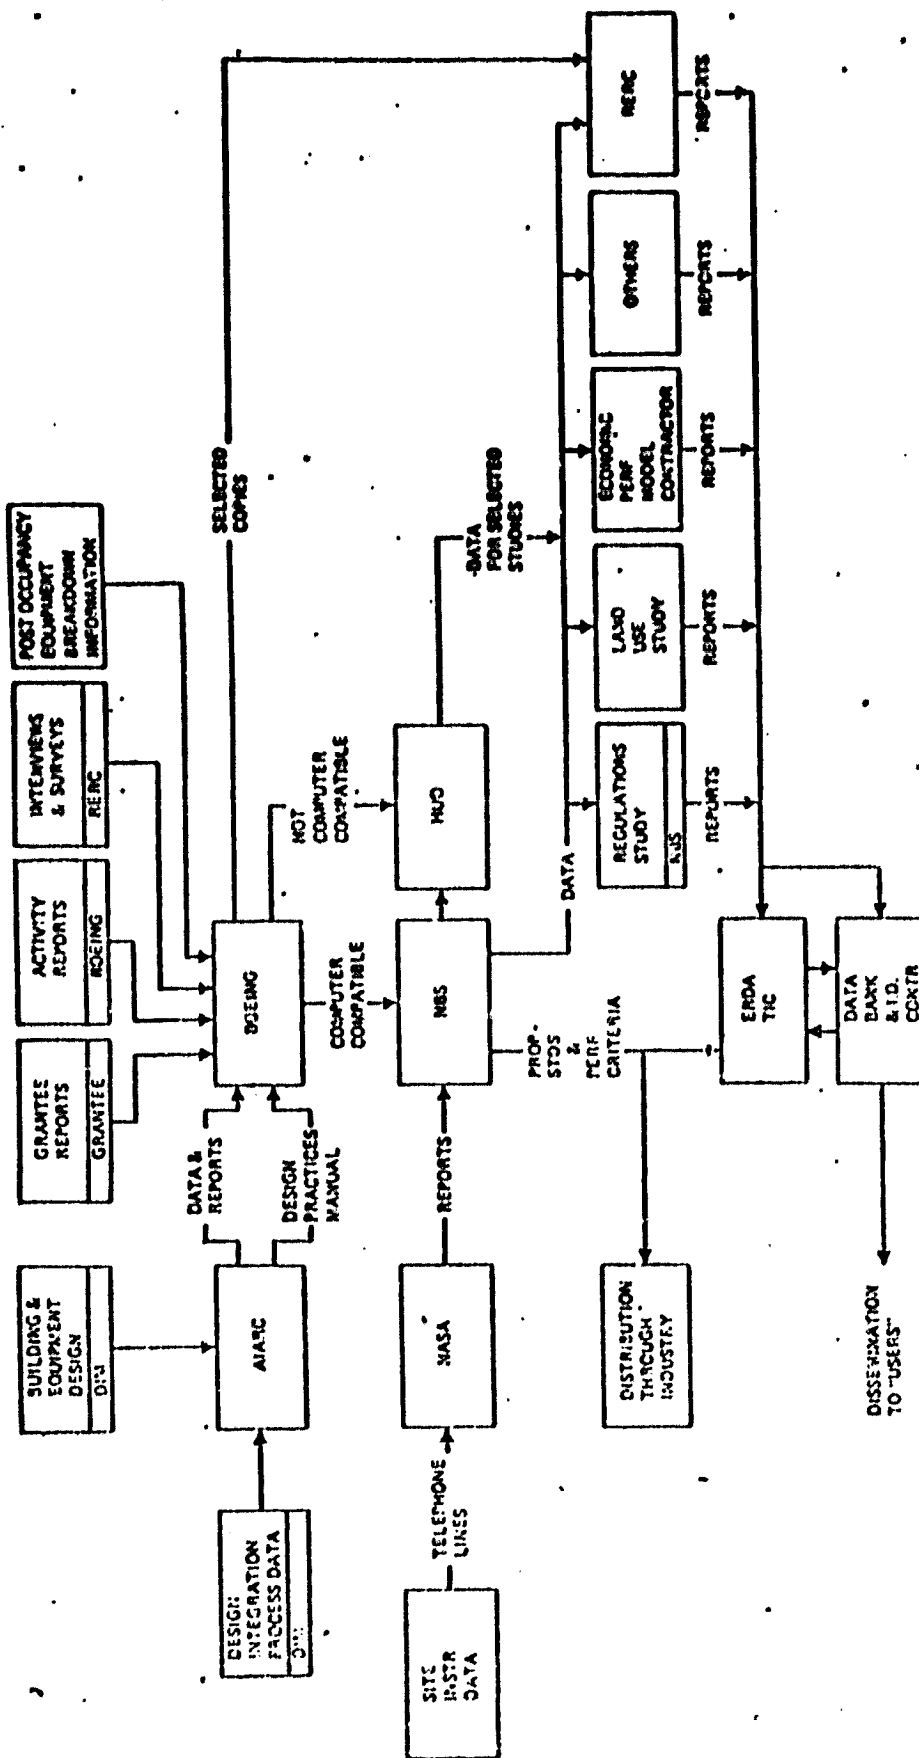 BUILDING &
EQUIPMENT
DESIGN
GRANTEE
REPORTS
GRANTEE
ACTIVITY
REPORTS
BOEING
INTERVIEWS
& SURVEYS
RERC
POST OCCUPANCY
EQUIPMENT
BREAKDOWN
INFORMATION
DESIGN
INTEGRATION
PROCESS DATA
AIARC
DATA &
REPORTS
DESIGN
PRACTICES
MANUAL
BOEING
SELECTED
COPIES
NOT
COMPUTER
COMPATIBLE
COMPUTER
COMPATIBLE
SITE
INSTR
DATA
TELEPHONE
LINES
NASA
REPORTS
NBS
HUD
DATA
FOR SELECTED
STUDIES
PROP-
STDS
&
PERF
CRITERIA
DATA
DISTRIBUTION
THROUGH
INDUSTRY
REGULATIONS
STUDY
NBS
LAND
USE
STUDY
ECONOMIC
PERF
MODEL
CONTRACTOR
OTHERS
RERC
REPORTS
REPORTS
REPORTS
REPORTS
REPORTS
ERDA
TIC
DATA
BANK
& I.D.
CONTR
DISSEMINATION
TO "USERS"